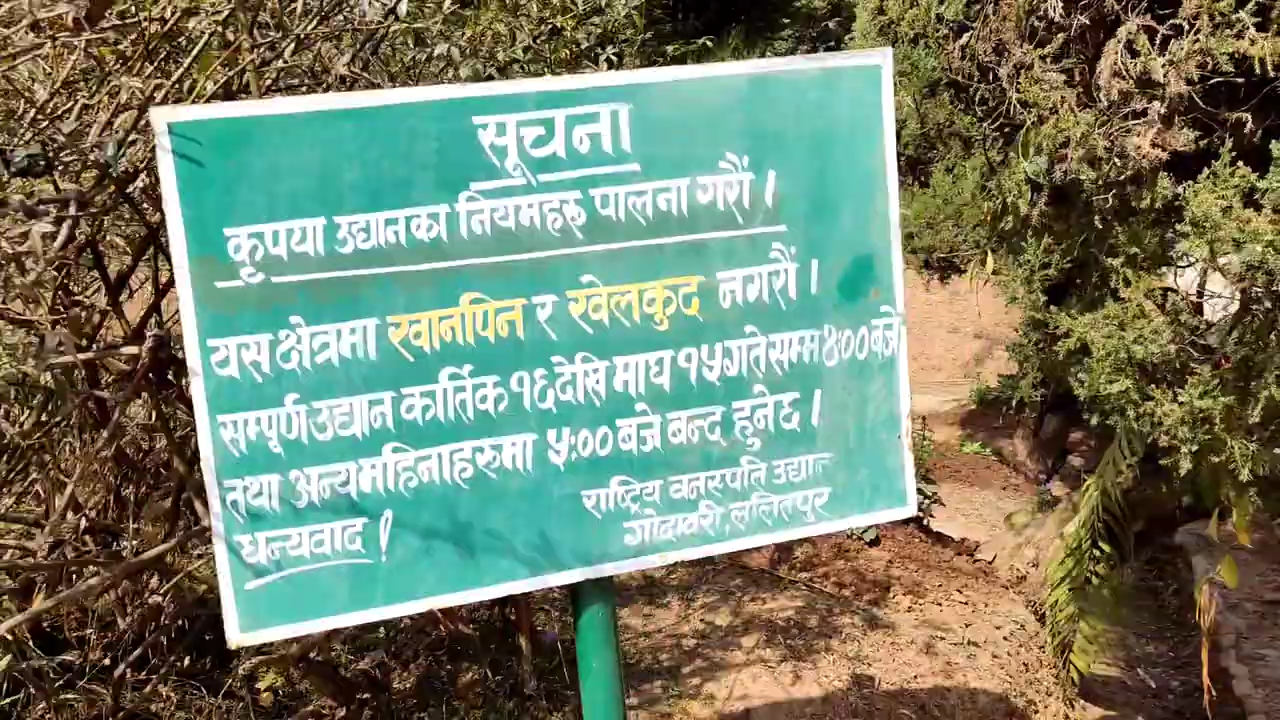 सूचना
कृपया उद्यानका नियमहरू पालना गरौं ।
यस क्षेत्रमा खानपिन र खेलकुद नगरौं ।
सम्पूर्ण उद्यान कार्तिक १६ देखि माघ १५ गते सम्म ४:०० बजे
तथा अन्य महिनाहरुमा ५:०० बजे बन्द हुनेछ ।
राष्ट्रिय वनस्पति उद्यान
गोदावरी, ललितपुर
धन्यवाद !